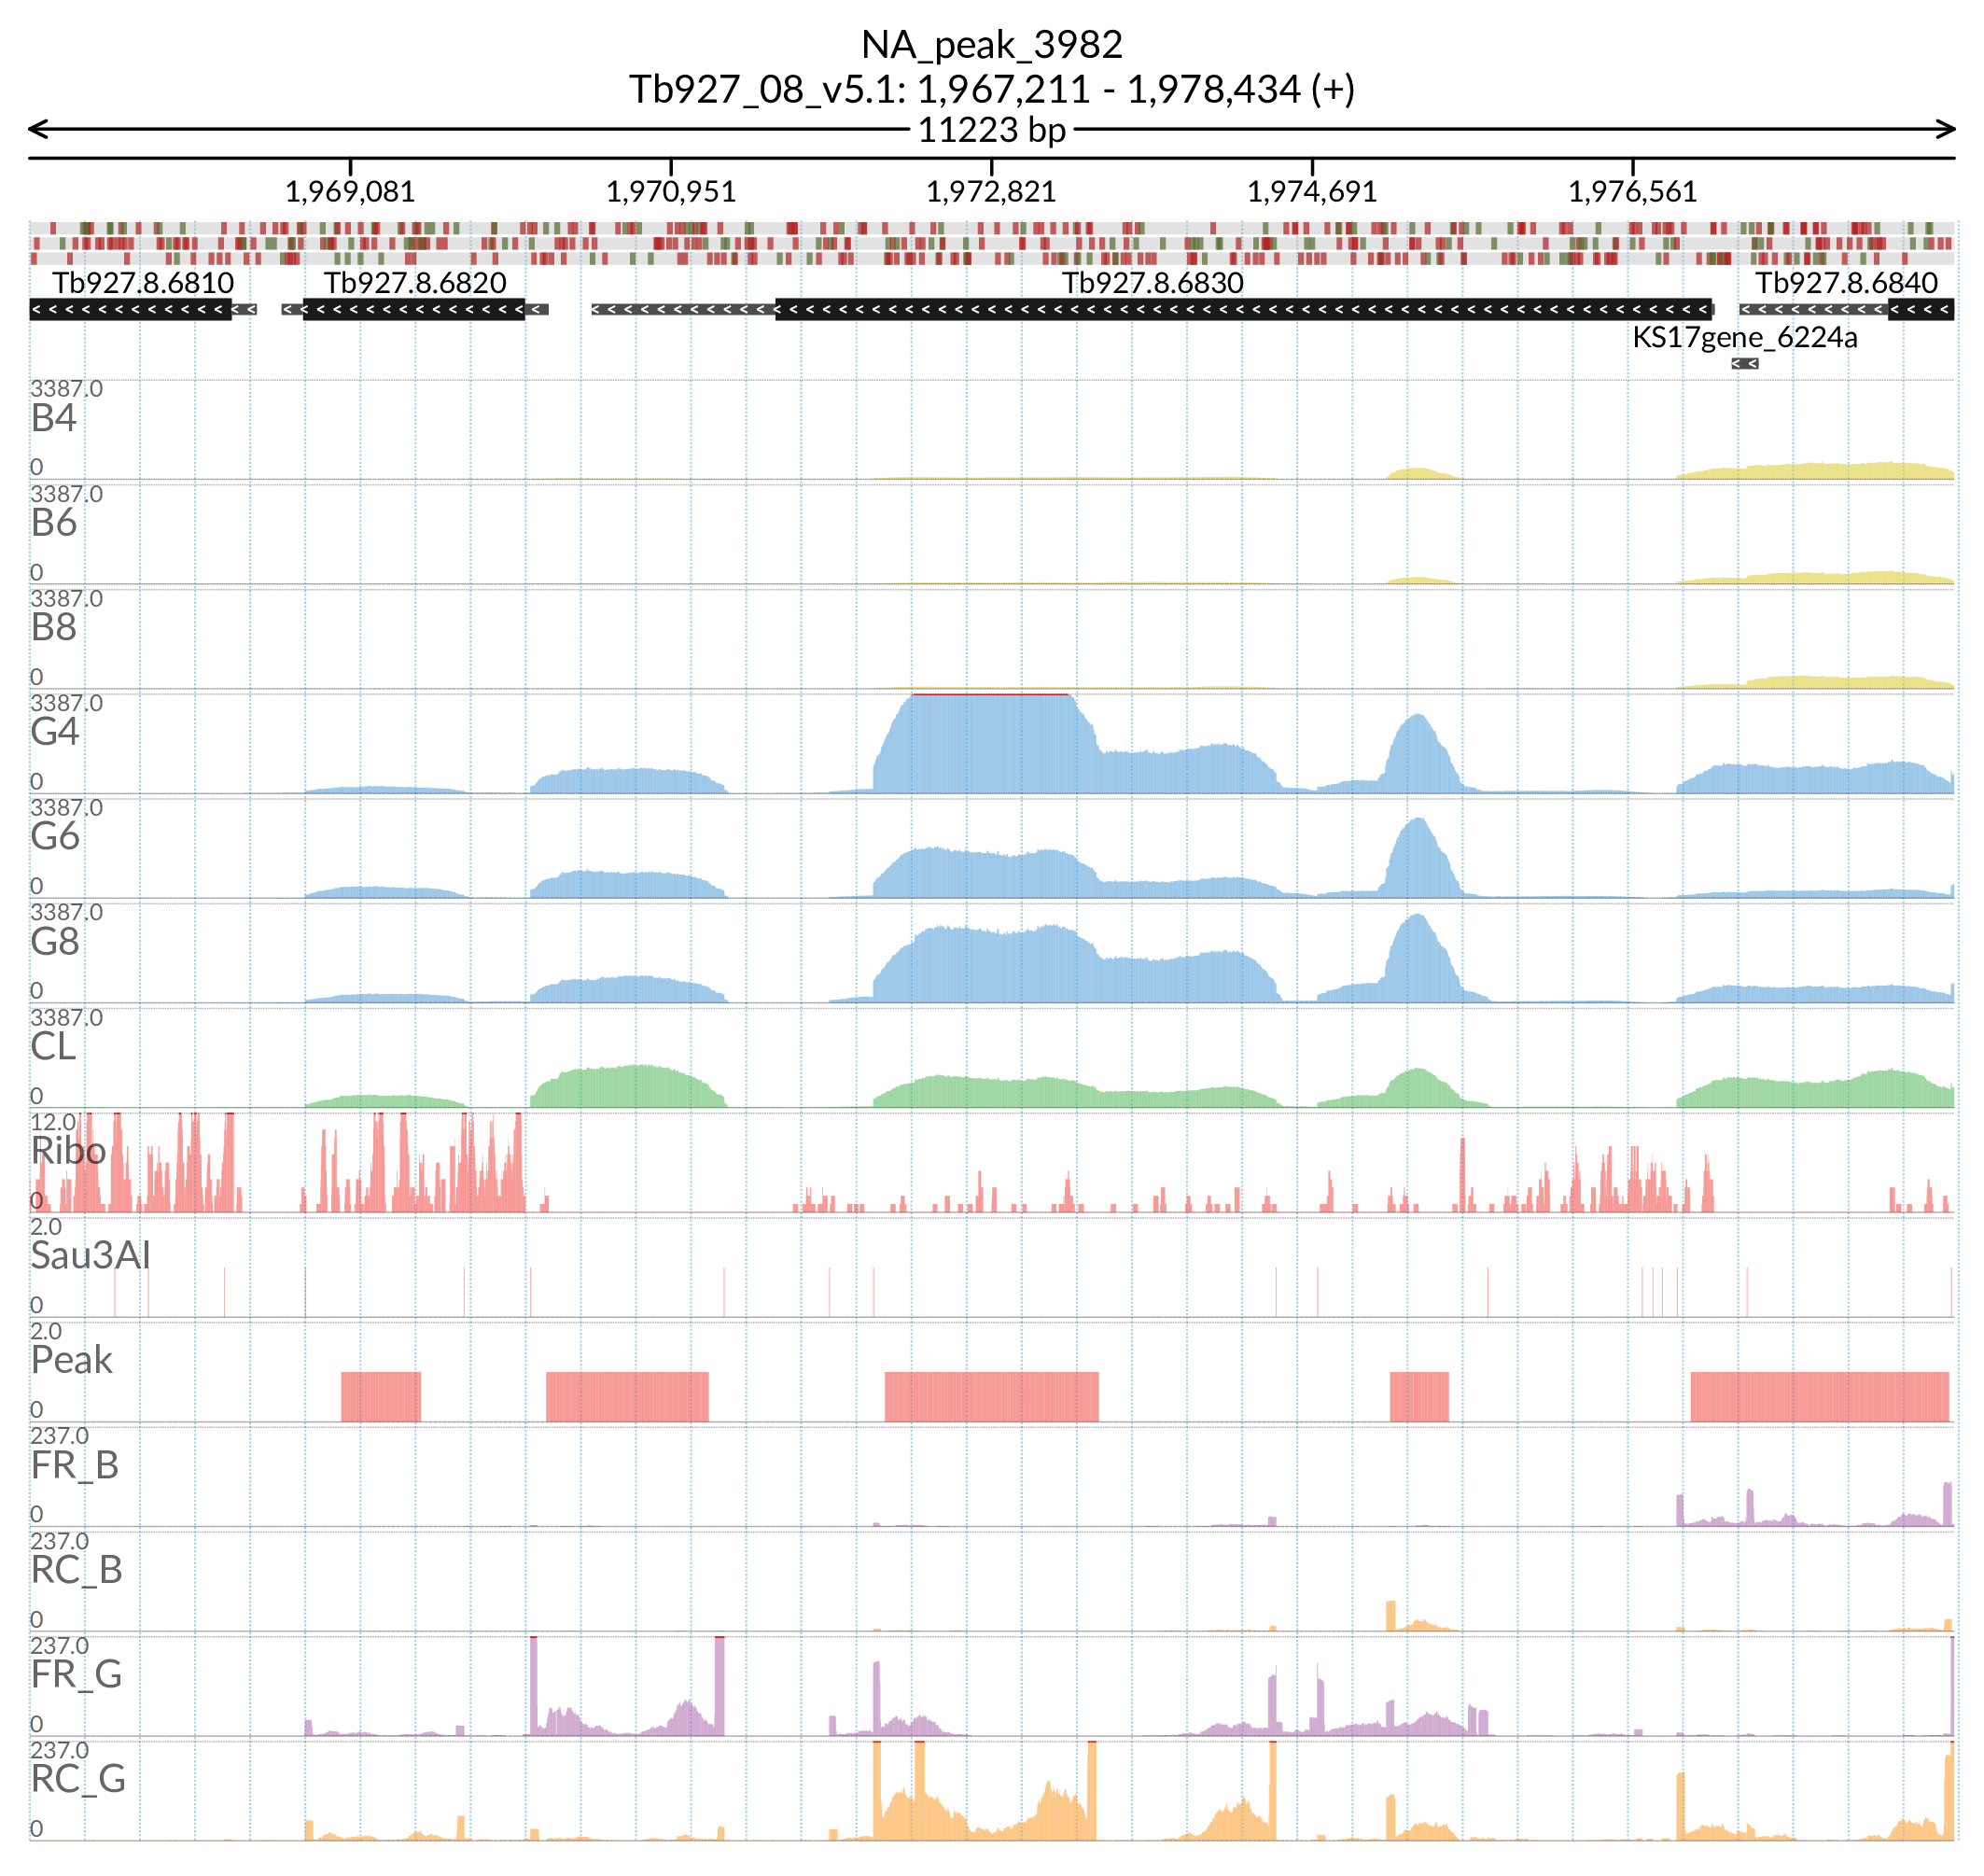 NA_peak_3982
Tb927_08_v5.1: 1,967,211 - 1,978,434 (+)
11223 bp
1,969,081 1,970,951 1,972,821 1,974,691 1,976,561
Tb927.8.6810 Tb927.8.6820 Tb927.8.6830 Tb927.8.6840
KS17gene_6224a
3387.0
B4
0
3387.0
B6
0
3387.0
B8
0
3387.0
G4
0
3387.0
G6
0
3387.0
G8
0
3387.0
CL
0
12.0
Ribo
0
2.0
Sau3AI
0
2.0
Peak
0
237.0
FR_B
0
237.0
RC_B
0
237.0
FR_G
0
237.0
RC_G
0